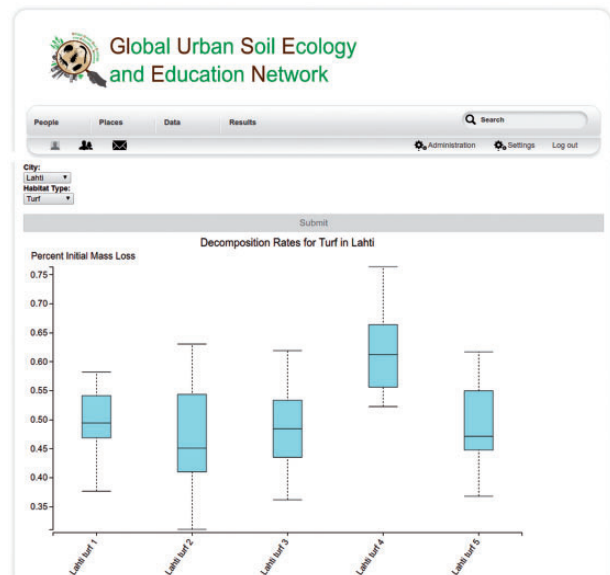 Global Urban Soil Ecology
and Education Network
People Places Data Results Search
Administration Settings Log out
City:
Lahti
Habitat Type:
Turf
Submit
Decomposition Rates for Turf in Lahti
Percent Initial Mass Loss
0.75
0.70
0.65
0.60
0.55
0.50
0.45
0.40
0.35
Lahti turf 1
Lahti turf 2
Lahti turf 3
Lahti turf 4
Lahti turf 5